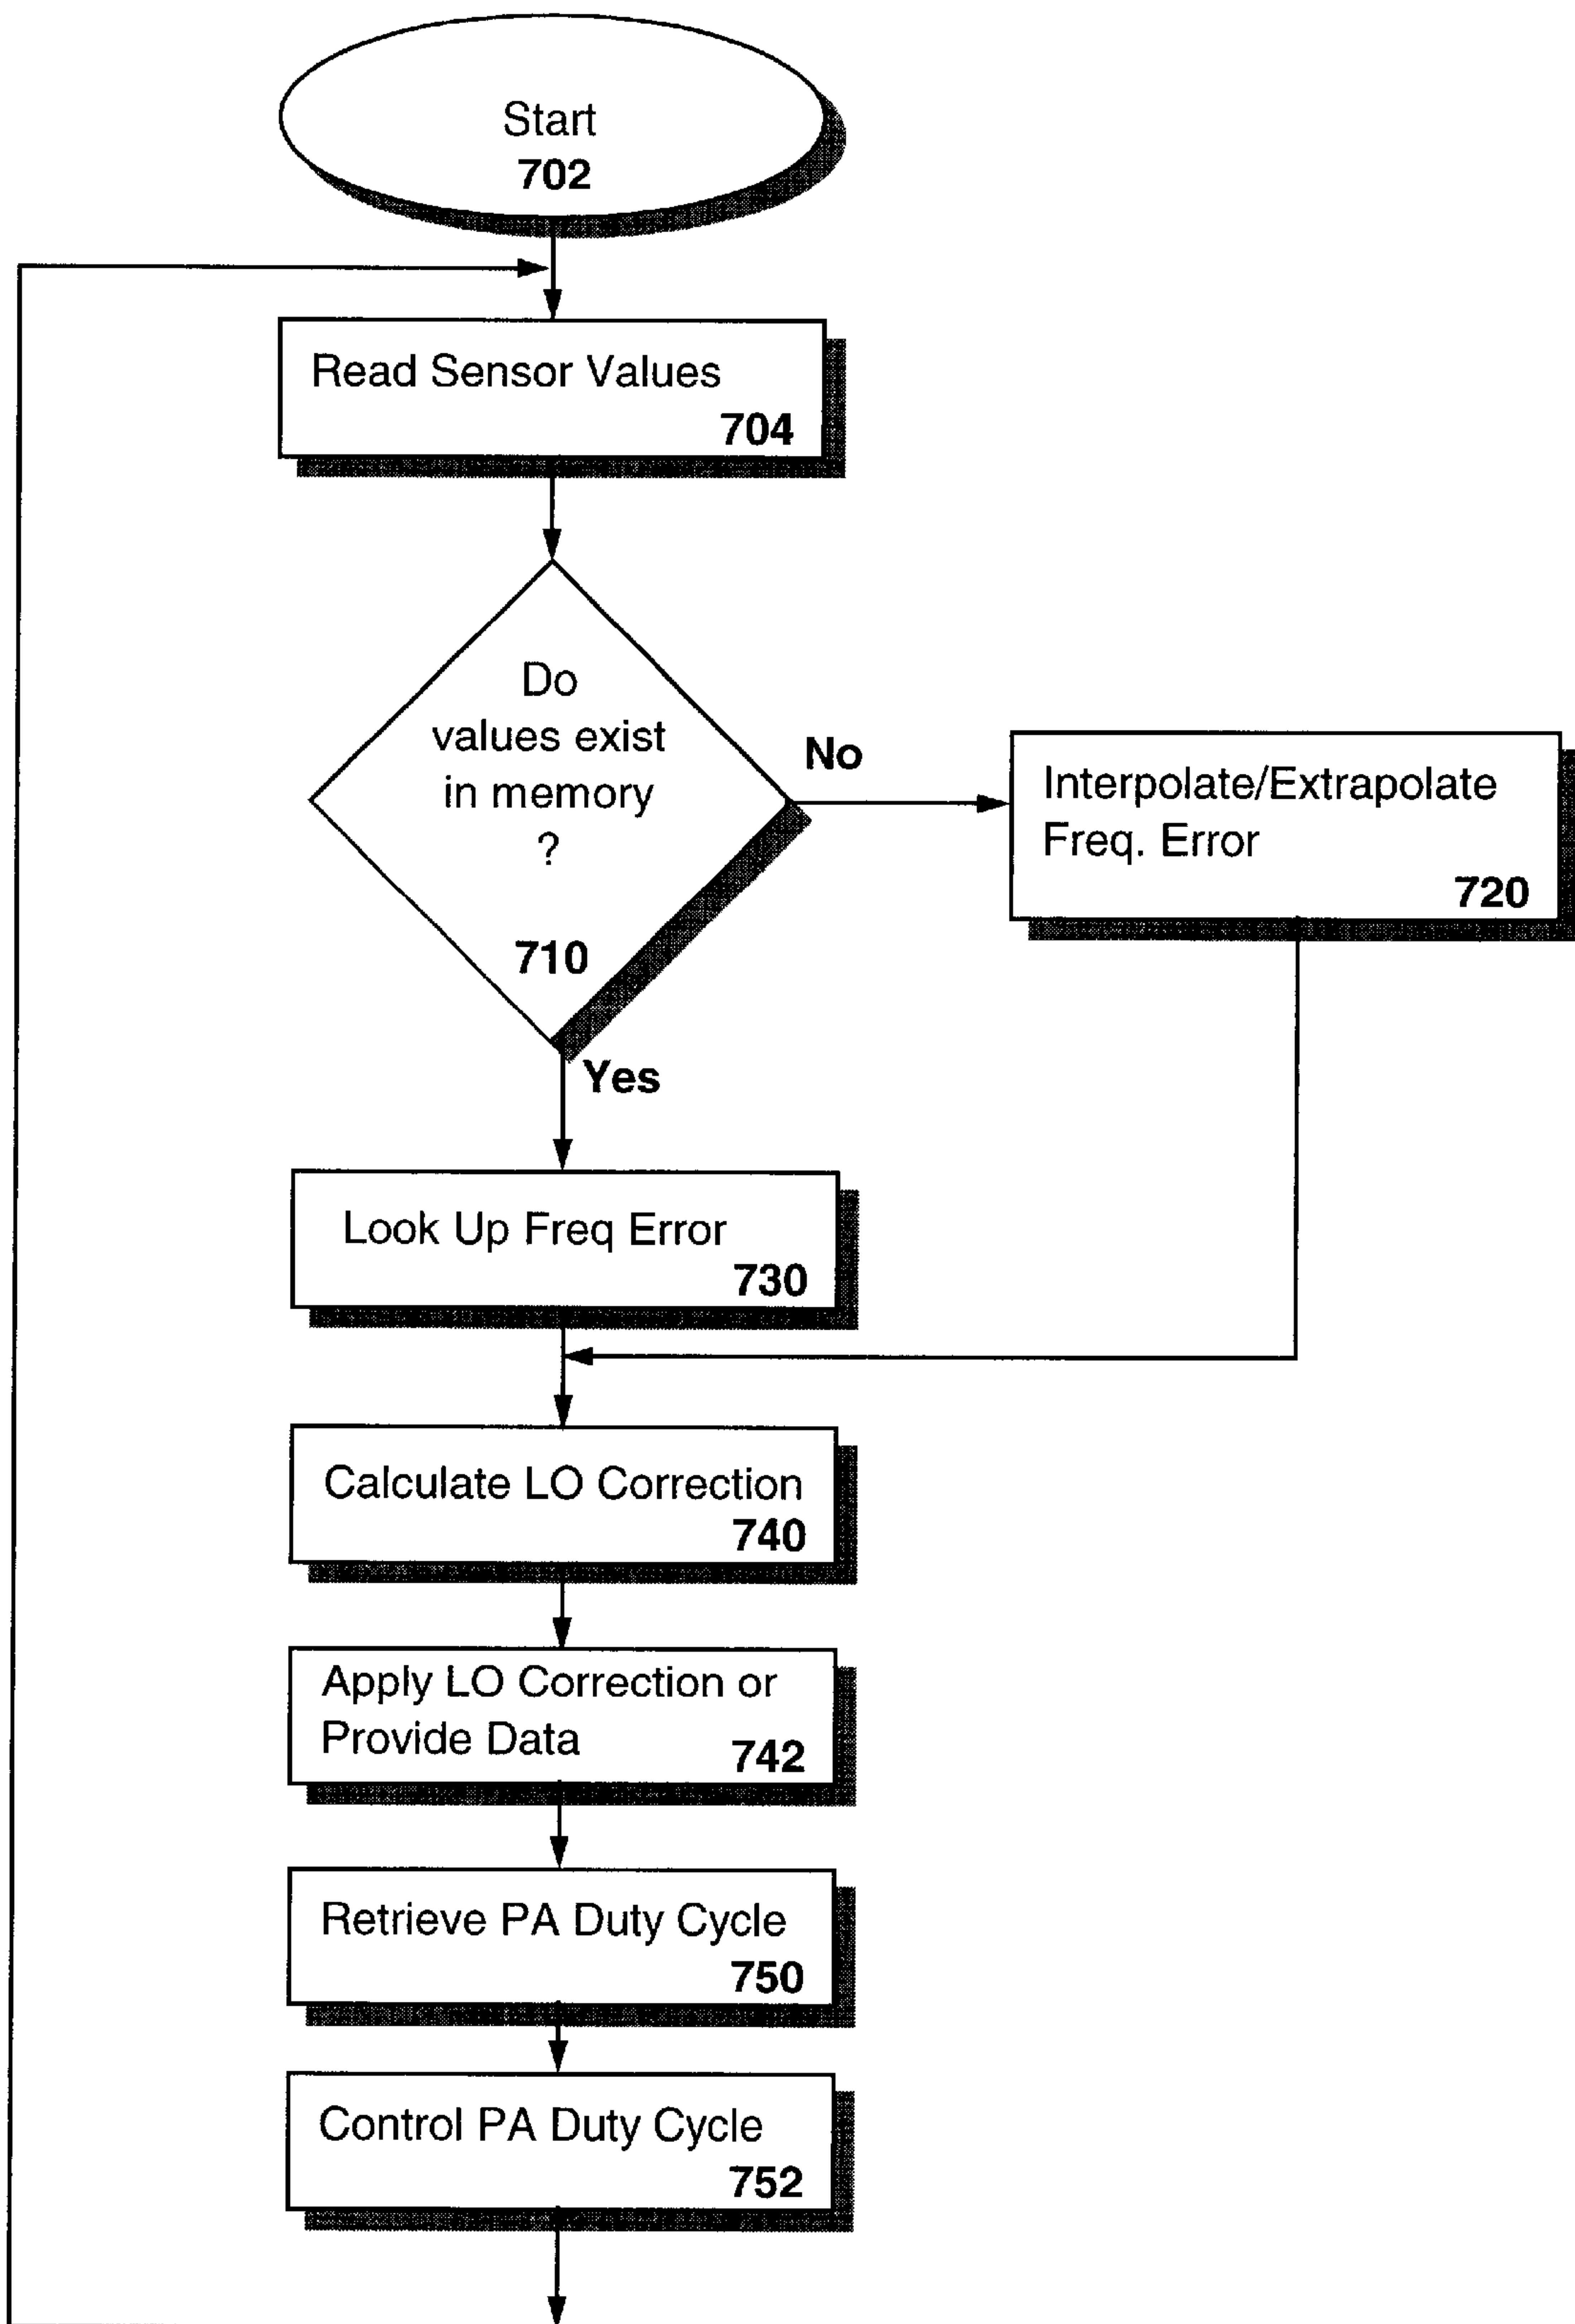 Start
702
Read Sensor Values
704
Do
values exist
in memory
?
710
No
Interpolate/Extrapolate
Freq. Error
720
Yes
Look Up Freq Error
730
Calculate LO Correction
740
Apply LO Correction or
Provide Data 742
Retrieve PA Duty Cycle
750
Control PA Duty Cycle
752